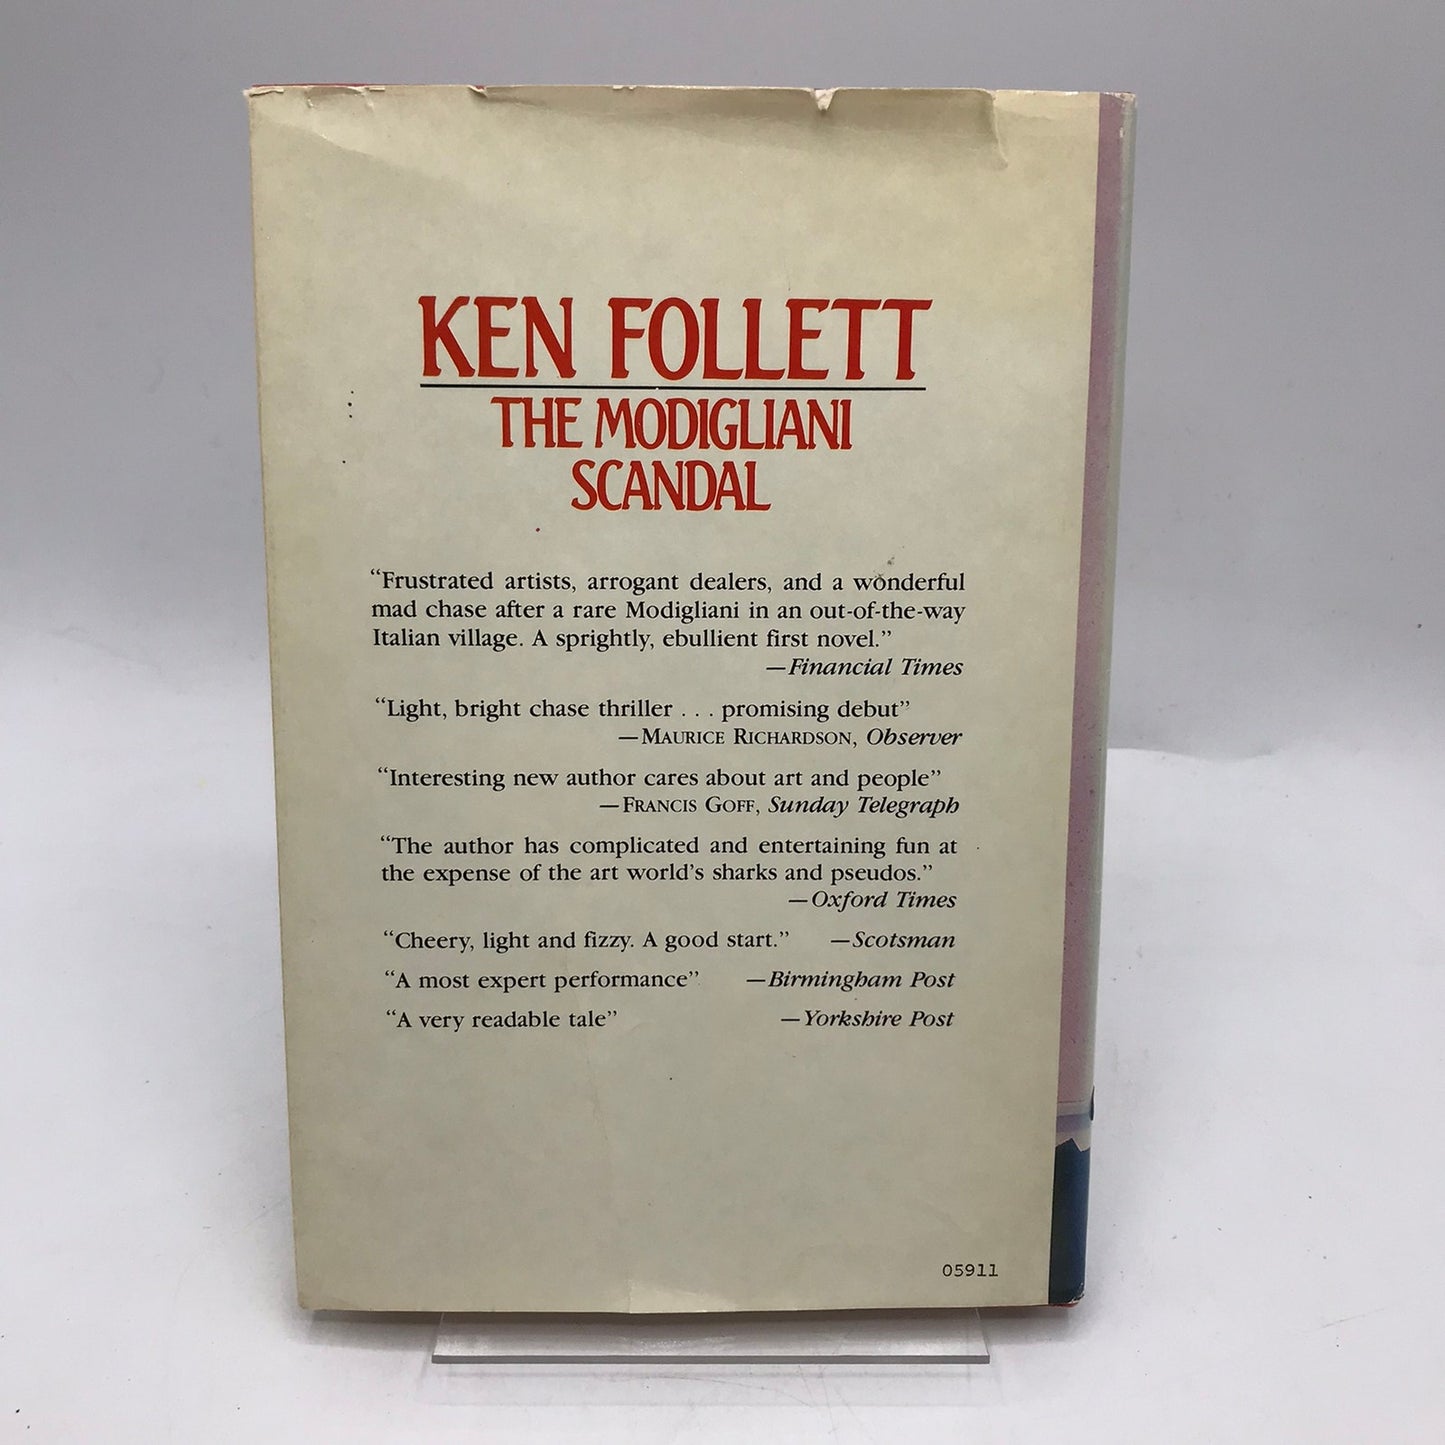 KEN FOLLETT
THE MODIGLIANI
SCANDAL
“Frustrated artists, arrogant dealers, and a wonderful
mad chase after a rare Modigliani in an out-of-the-way
Italian village. A sprightly, ebullient first novel.”
—Financial Times
“Light, bright chase thriller . . . promising debut”
—MAURICE RICHARDSON, Observer
“Interesting new author cares about art and people”
—FRANCIS GOFF, Sunday Telegraph
“The author has complicated and entertaining fun at
the expense of the art world’s sharks and pseudos.”
—Oxford Times
“Cheery, light and fizzy. A good start.” —Scotsman
“A most expert performance” —Birmingham Post
“A very readable tale” —Yorkshire Post
05911